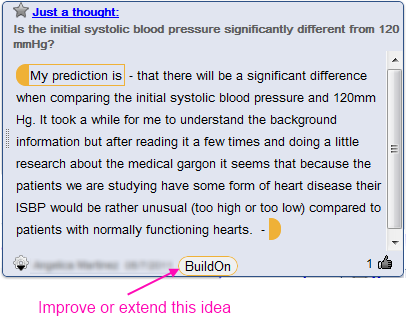 Just a thought:
Is the initial systolic blood pressure significantly different from 120
mmHg?
My prediction is - that there will be a significant difference
when comparing the initial systolic blood pressure and 120mm
Hg. It took a while for me to understand the background
information but after reading it a few times and doing a little
research about the medical gargon it seems that because the
patients we are studying have some form of heart disease their
ISBP would be rather unusual (too high or too low) compared to
patients with normally functioning hearts. -
BuildOn 1
Improve or extend this idea